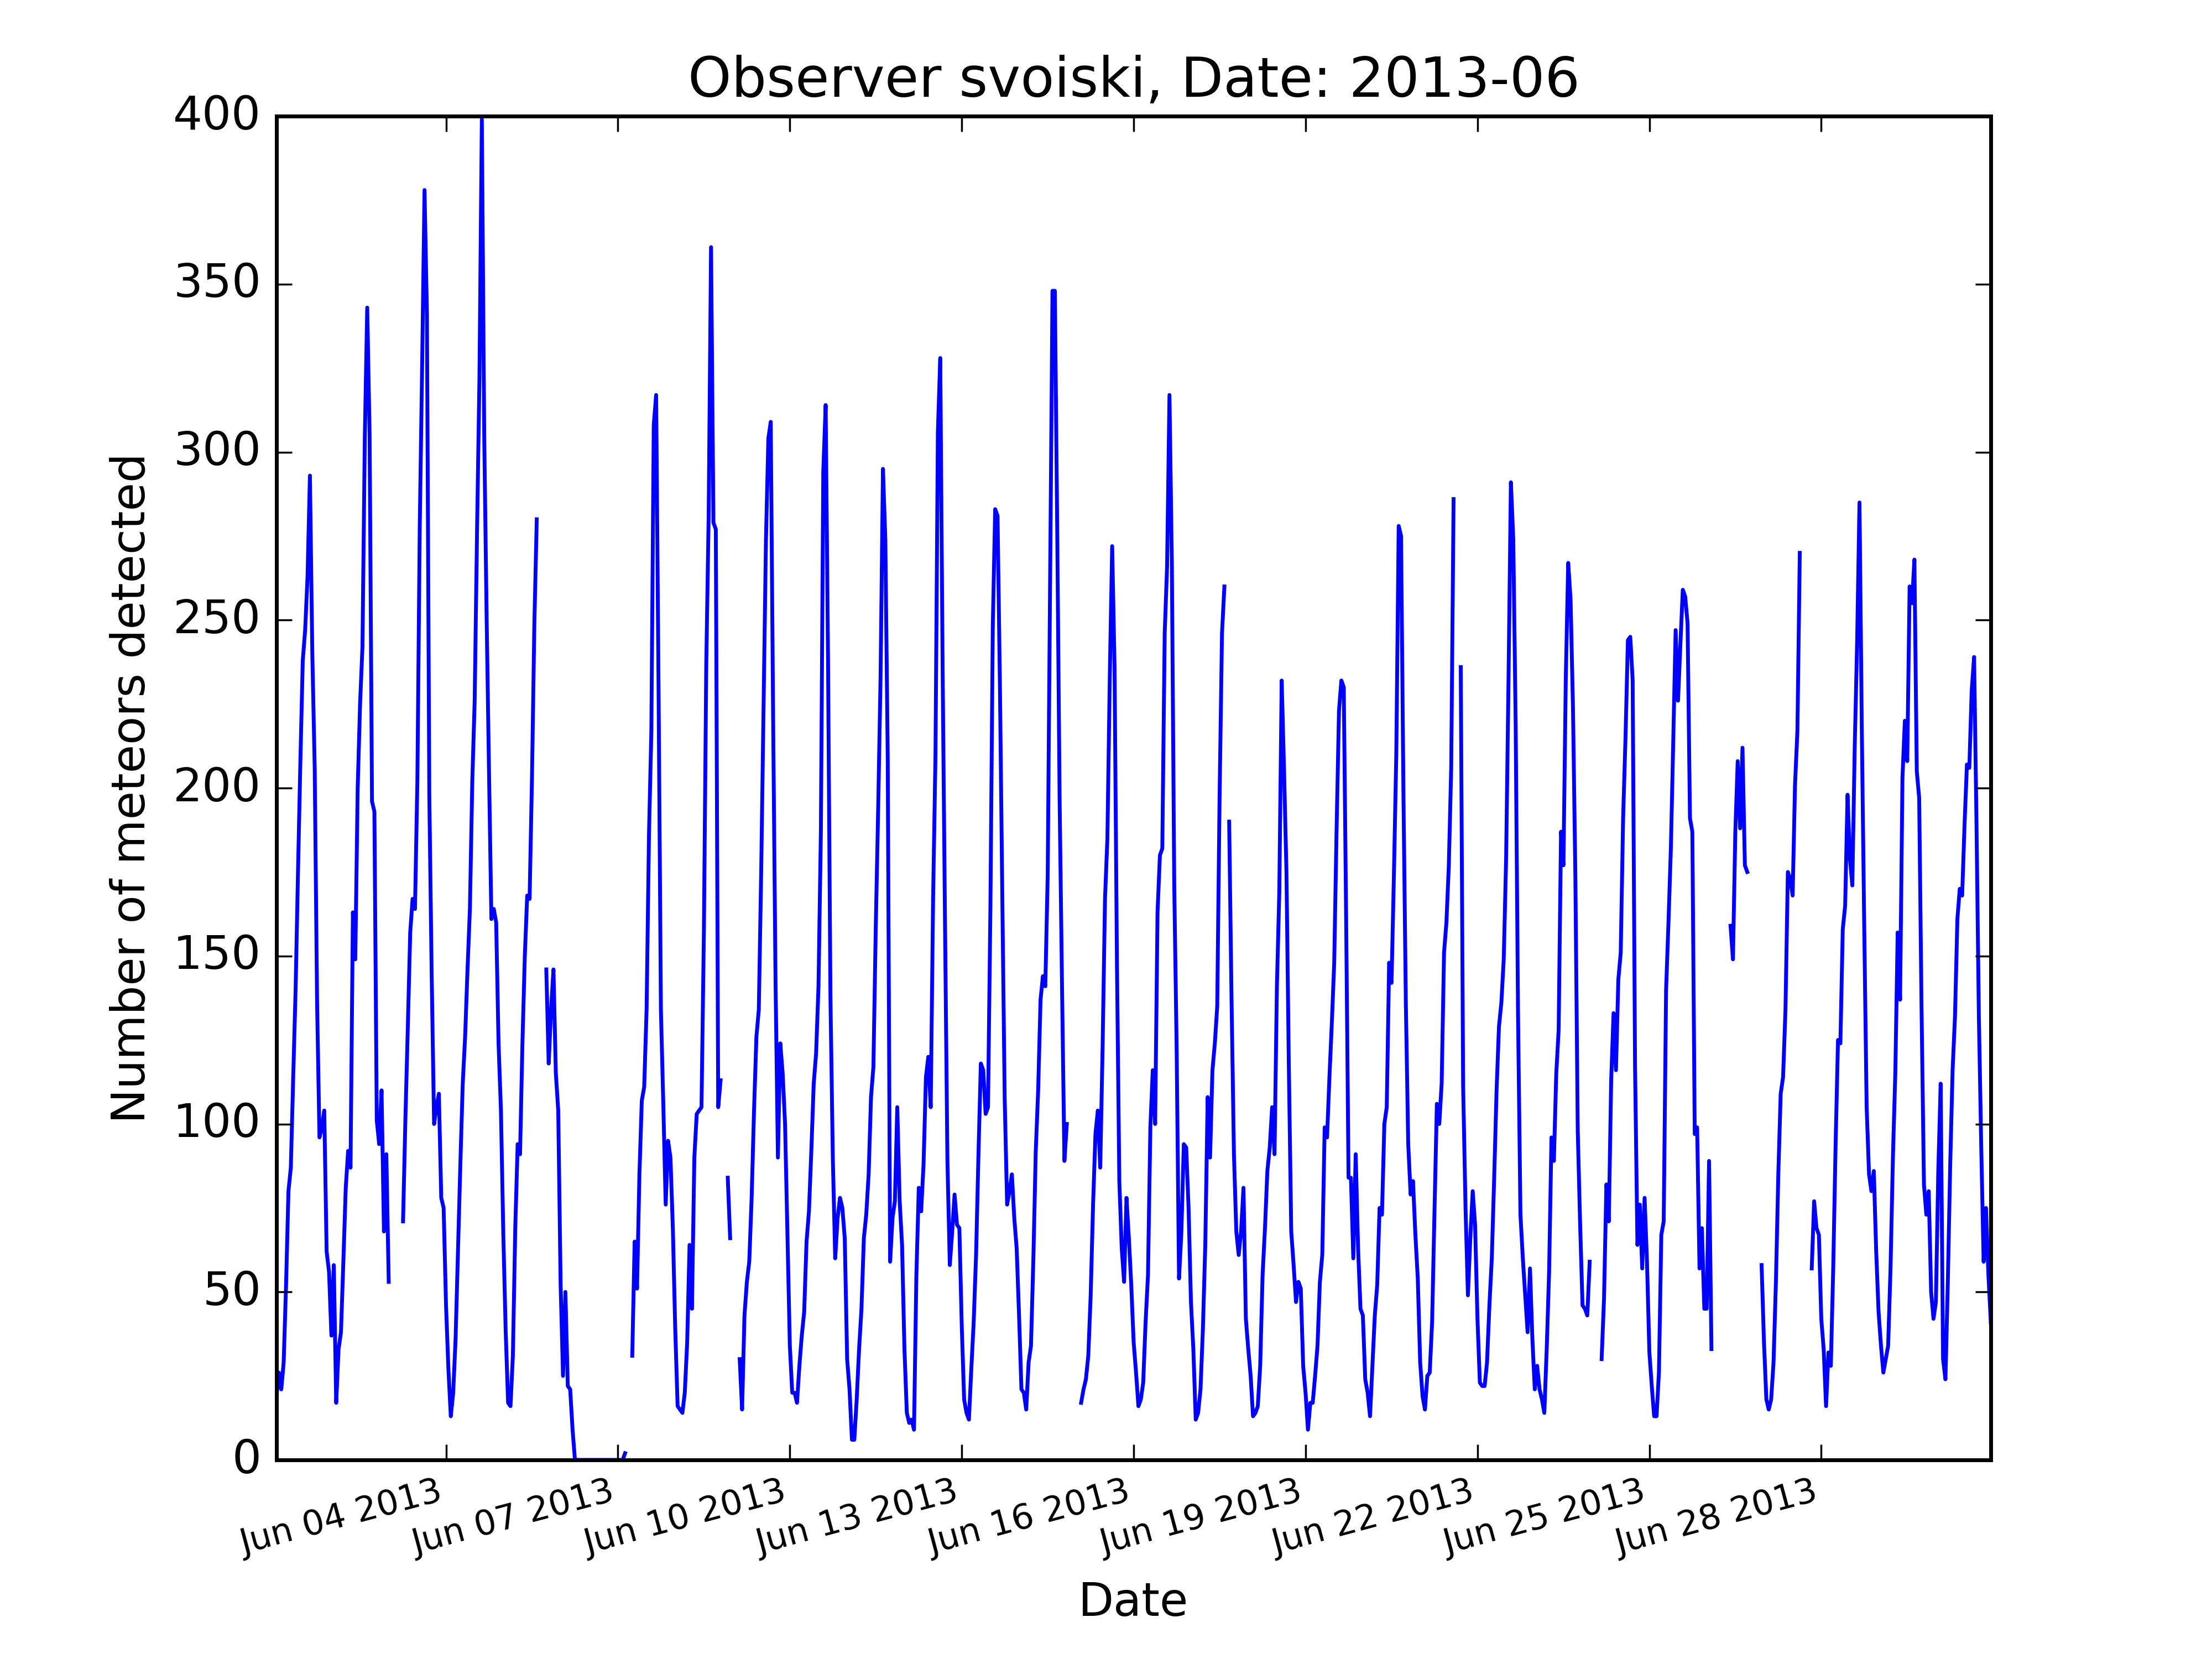 Observer svoiski, Date: 2013-06
400
350
300
250
200
150
100
50
0
Number of meteors detected
Jun 04 2013
Jun 07 2013
Jun 10 2013
Jun 13 2013
Jun 16 2013
Jun 19 2013
Jun 22 2013
Jun 25 2013
Jun 28 2013
Date